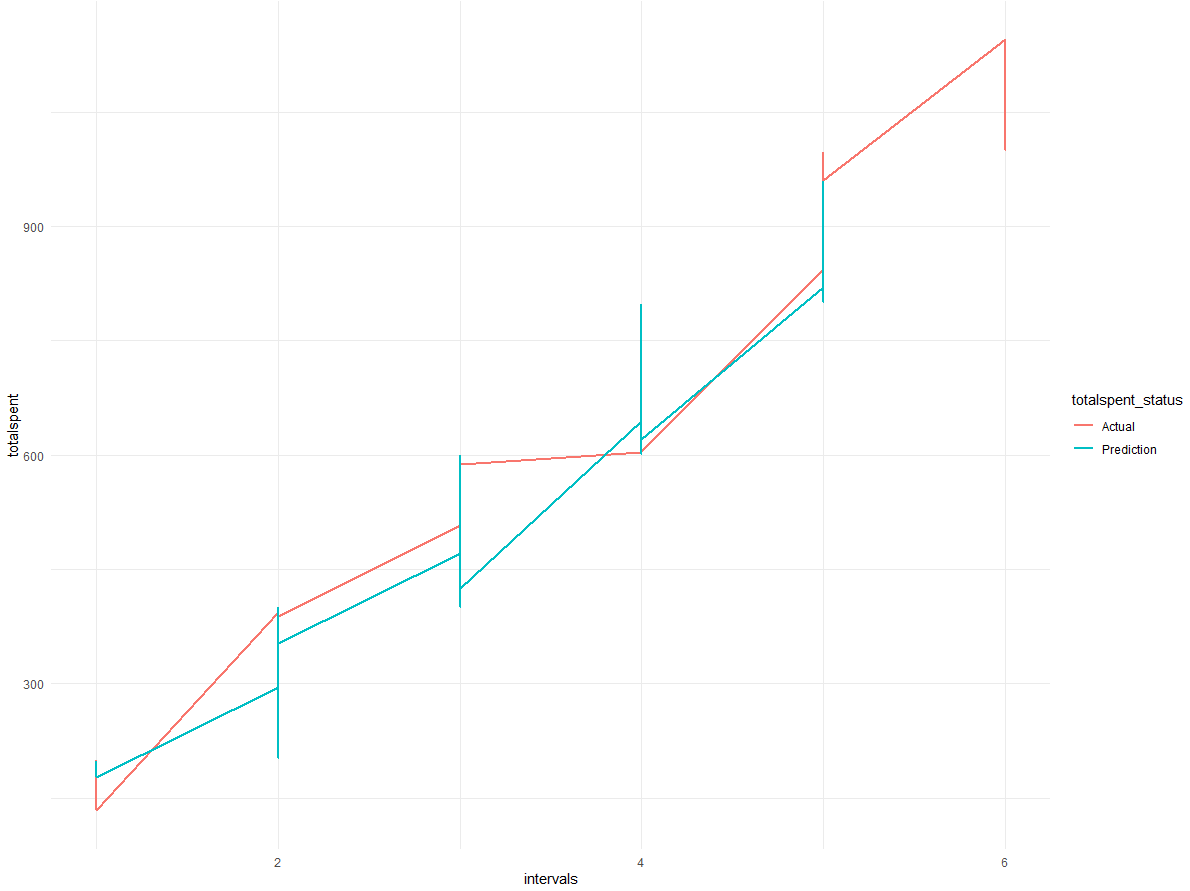 totalspent
900
600
300
2
4
6
intervals
totalspent_status
Actual
Prediction